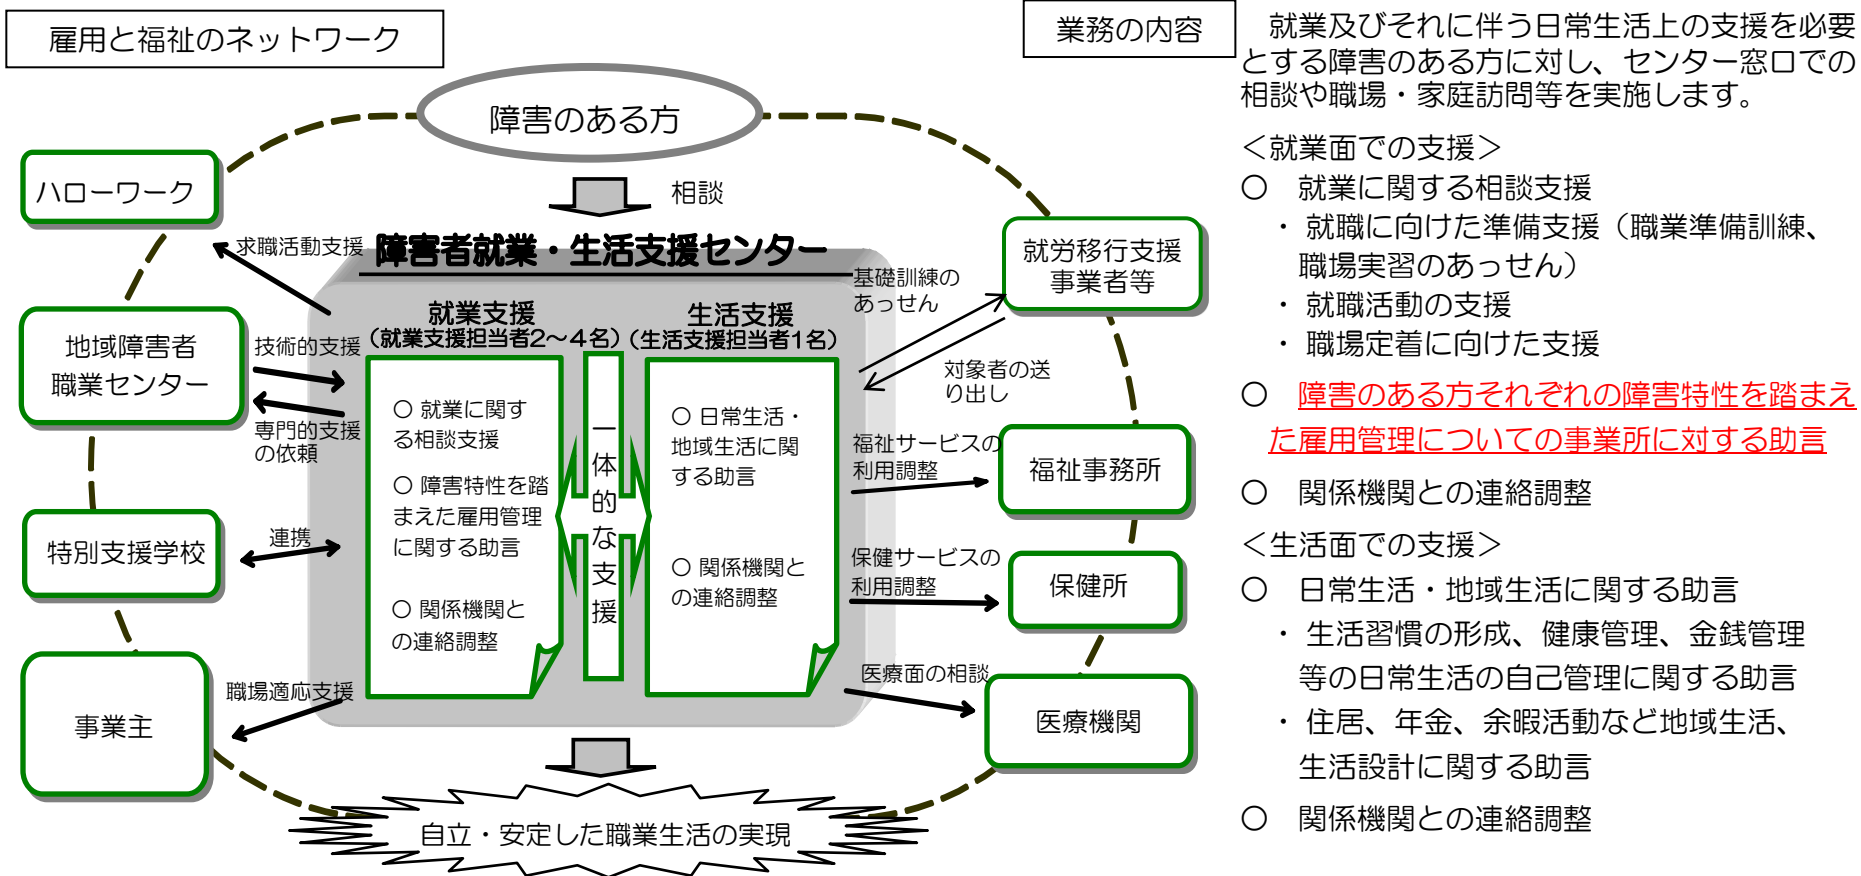 雇用と福祉のネットワーク
障害のある方
相談
ハローワーク
求職活動支援
地域障害者
職業センター
技術的支援
専門的支援
の依頼
特別支援学校
連携
事業主
職場適応支援
障害者就業・生活支援センター
就業支援
(就業支援担当者2～4名)
○ 就業に関す
る相談支援
○ 障害特性を踏
まえた雇用管理
に関する助言
○ 関係機関と
の連絡調整
一体的な支援
生活支援
(生活支援担当者1名)
○ 日常生活・
地域生活に関
する助言
○ 関係機関と
の連絡調整
基礎訓練の
あっせん
対象者の送
り出し
就労移行支援
事業者等
福祉サービスの
利用調整
福祉事務所
保健サービスの
利用調整
保健所
医療面の相談
医療機関
自立・安定した職業生活の実現
業務の内容
就業及びそれに伴う日常生活上の支援を必要
とする障害のある方に対し、センター窓口での
相談や職場・家庭訪問等を実施します。
＜就業面での支援＞
○ 就業に関する相談支援
・ 就職に向けた準備支援（職業準備訓練、
職場実習のあっせん）
・ 就職活動の支援
・ 職場定着に向けた支援
○ 障害のある方それぞれの障害特性を踏まえ
た雇用管理についての事業所に対する助言
○ 関係機関との連絡調整
＜生活面での支援＞
○ 日常生活・地域生活に関する助言
・ 生活習慣の形成、健康管理、金銭管理
等の日常生活の自己管理に関する助言
・ 住居、年金、余暇活動など地域生活、
生活設計に関する助言
○ 関係機関との連絡調整